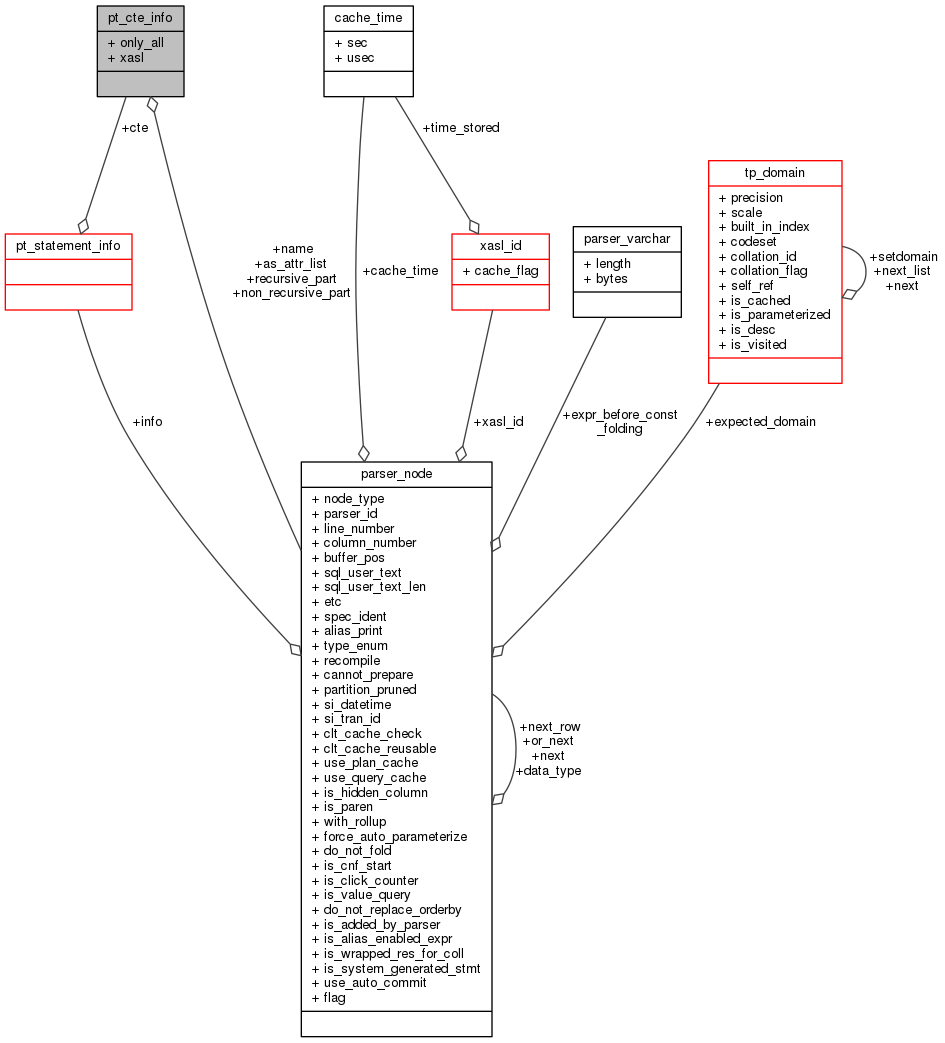 pt_cte_info
+ only_all
+ xasl
cache_time
+ sec
+ usec
+cte
+time_stored
tp_domain
+ precision
+ scale
+ built_in_index
+ codeset
+ collation_id
+ collation_flag
+ self_ref
+ is_cached
+ is_parameterized
+ is_desc
+ is_visited
pt_statement_info
xasl_id
+ cache_flag
parser_varchar
+ length
+ bytes
+name
+as_attr_list
+recursive_part
+non_recursive_part
+cache_time
+setdomain
+next_list
+next
+info
+xasl_id
+expr_before_const
_folding
+expected_domain
parser_node
+ node_type
+ parser_id
+ line_number
+ column_number
+ buffer_pos
+ sql_user_text
+ sql_user_text_len
+ etc
+ spec_ident
+ alias_print
+ type_enum
+ recompile
+ cannot_prepare
+ partition_pruned
+ si_datetime
+ si_tran_id
+ clt_cache_check
+ clt_cache_reusable
+ use_plan_cache
+ use_query_cache
+ is_hidden_column
+ is_paren
+ with_rollup
+ force_auto_parameterize
+ do_not_fold
+ is_cnf_start
+ is_click_counter
+ is_value_query
+ do_not_replace_orderby
+ is_added_by_parser
+ is_alias_enabled_expr
+ is_wrapped_res_for_coll
+ is_system_generated_stmt
+ use_auto_commit
+ flag
+next_row
+or_next
+next
+data_type